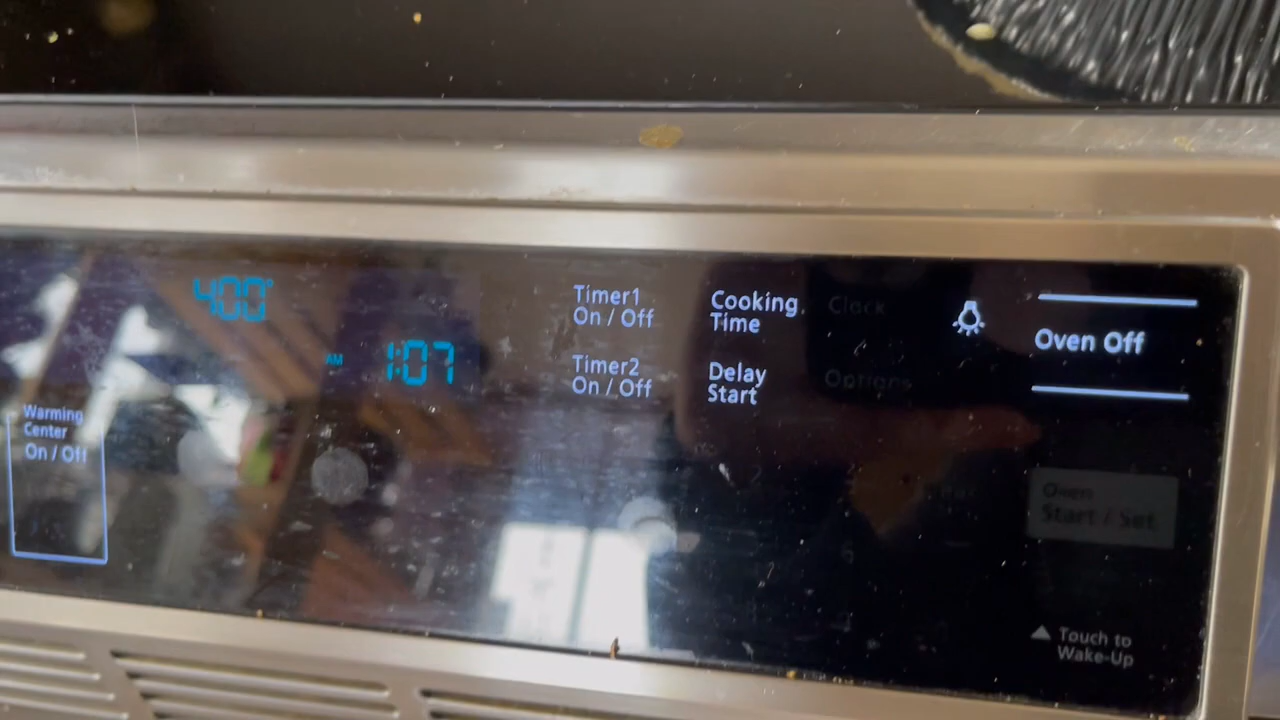 400°
AM 1:07
Timer1
On / Off
Timer2
On / Off
Cooking
Time
Delay
Start
Clock
Options
Oven Off
Warming
Center
On / Off
Oven
Start / Set
Touch to
Wake-Up